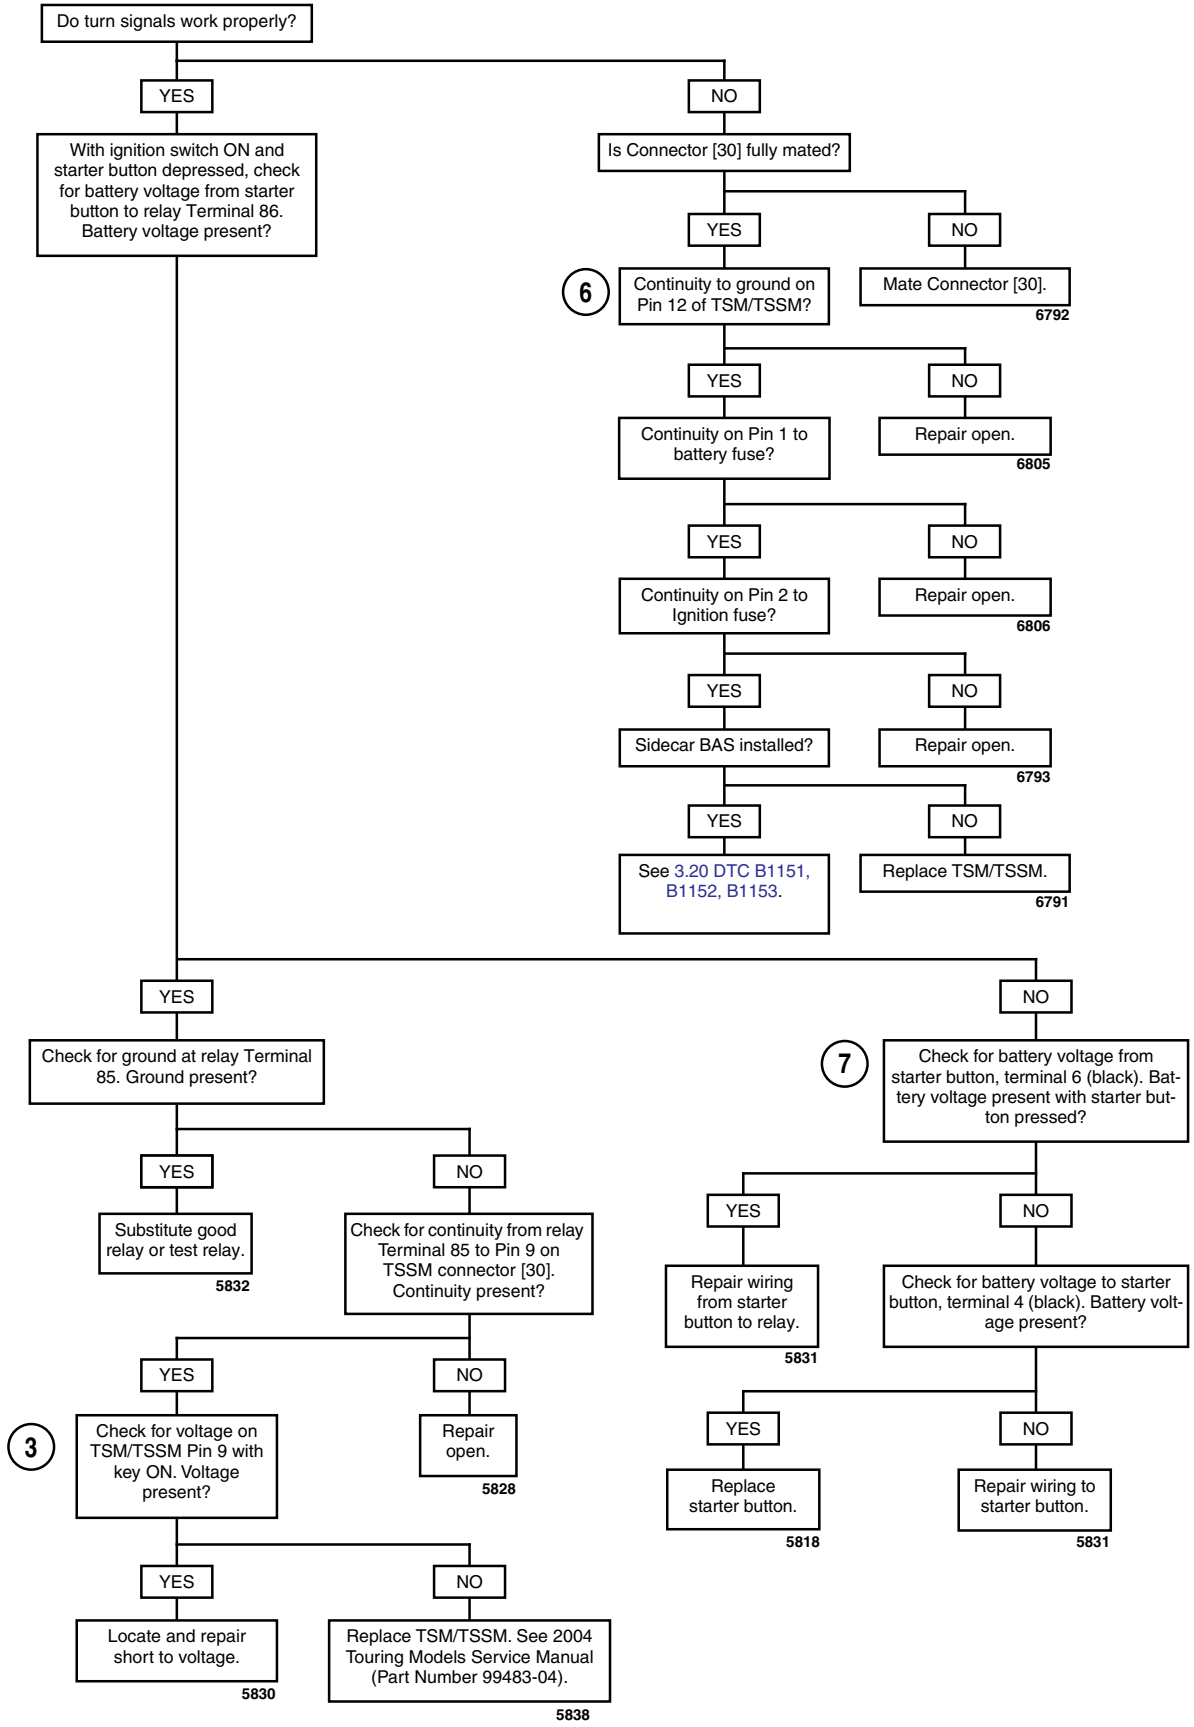 Do turn signals work properly?
YES
NO
With ignition switch ON and
starter button depressed, check
for battery voltage from starter
button to relay Terminal 86.
Battery voltage present?
Is Connector [30] fully mated?
YES
NO
6
Continuity to ground on
Pin 12 of TSM/TSSM?
Mate Connector [30].
6792
YES
NO
Continuity on Pin 1 to
battery fuse?
Repair open.
6805
YES
NO
Continuity on Pin 2 to
Ignition fuse?
Repair open.
6806
YES
NO
Sidecar BAS installed?
Repair open.
6793
YES
NO
See 3.20 DTC B1151,
B1152, B1153.
Replace TSM/TSSM.
6791
YES
NO
Check for ground at relay Terminal
85. Ground present?
7
Check for battery voltage from
starter button, terminal 6 (black). Bat-
tery voltage present with starter but-
ton pressed?
YES
NO
YES
NO
Substitute good
relay or test relay.
5832
Check for continuity from relay
Terminal 85 to Pin 9 on
TSSM connector [30].
Continuity present?
Repair wiring
from starter
button to relay.
5831
Check for battery voltage to starter
button, terminal 4 (black). Battery volt-
age present?
YES
NO
YES
NO
3
Check for voltage on
TSM/TSSM Pin 9 with
key ON. Voltage
present?
Repair
open.
5828
Replace
starter button.
5818
Repair wiring to
starter button.
5831
YES
NO
Locate and repair
short to voltage.
5830
Replace TSM/TSSM. See 2004
Touring Models Service Manual
(Part Number 99483-04).
5838